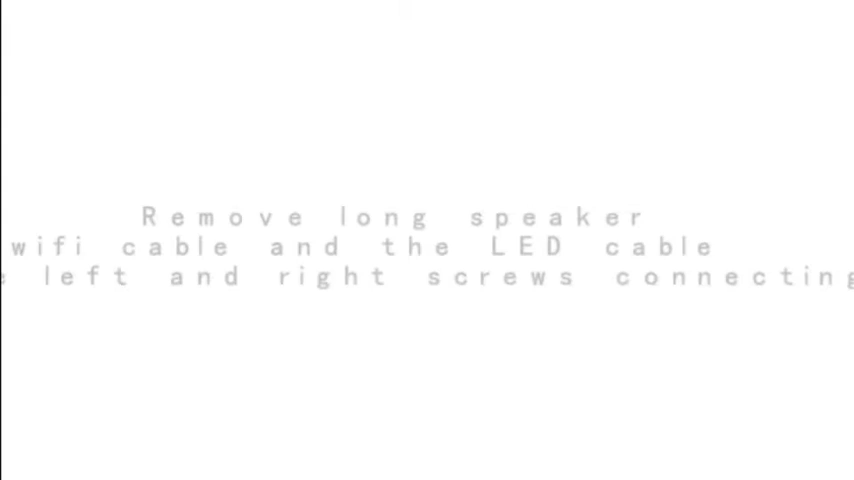 Remove long speaker
wifi cable and the LED cable
left and right screws connecting